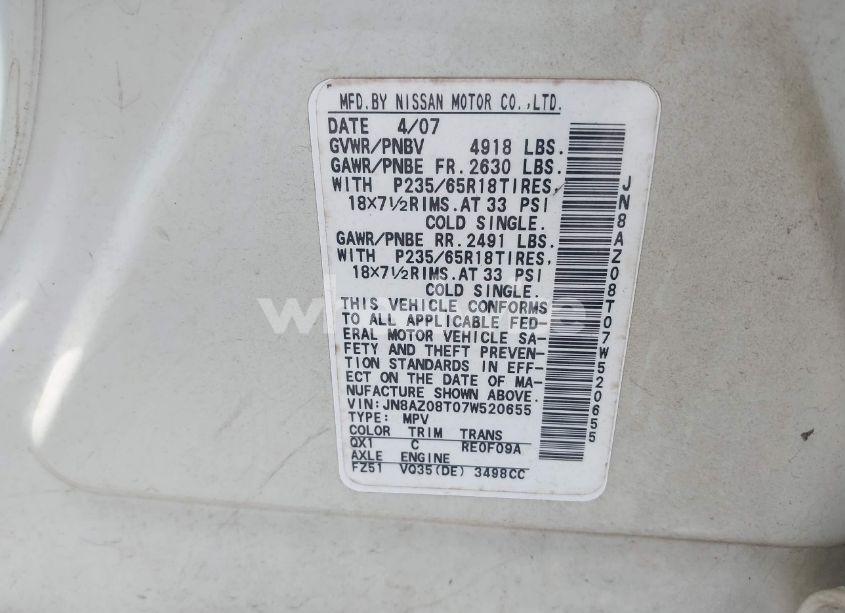 MFD.BY NISSAN MOTOR CO.,LTD.
DATE 4/07
GVWR/PNBV 4918 LBS.
GAWR/PNBE FR.2630 LBS.
WITH P235/65R18TIRES,
18×7½RIMS.AT 33 PSI
COLD SINGLE.
GAWR/PNBE RR.2491 LBS.
WITH P235/65R18TIRES,
18×7½RIMS.AT 33 PSI
COLD SINGLE.
THIS VEHICLE CONFORMS
TO ALL APPLICABLE FED-
ERAL MOTOR VEHICLE SA-
FETY AND THEFT PREVEN-
TION STANDARDS IN EFF-
ECT ON THE DATE OF MA-
NUFACTURE SHOWN ABOVE.
VIN:JN8AZ08T07W520655
TYPE: MPV
COLOR TRIM TRANS
QX1 C RE0F09A
AXLE ENGINE
FZ51 VQ35(DE) 3498CC
JN8AZ08T07W520655